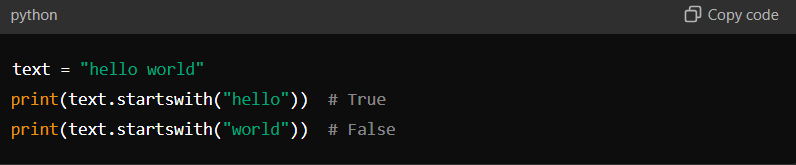 python
Copy code
text = "hello world"
print(text.startswith("hello"))  # True
print(text.startswith("world"))  # False